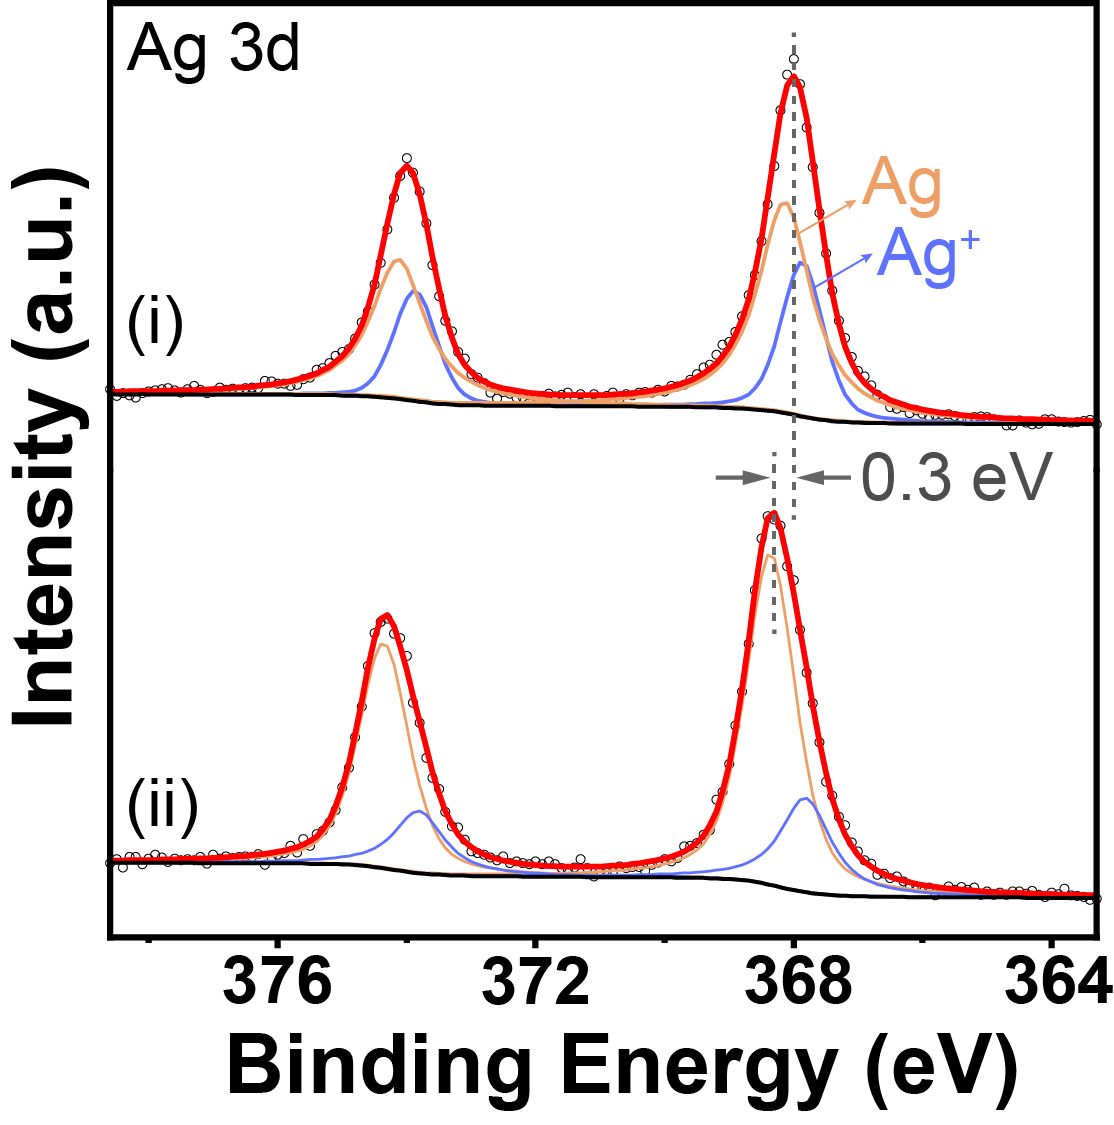 Ag 3d
Ag
Ag⁺
(i)
0.3 eV
(ii)
Intensity (a.u.)
376
372
368
364
Binding Energy (eV)